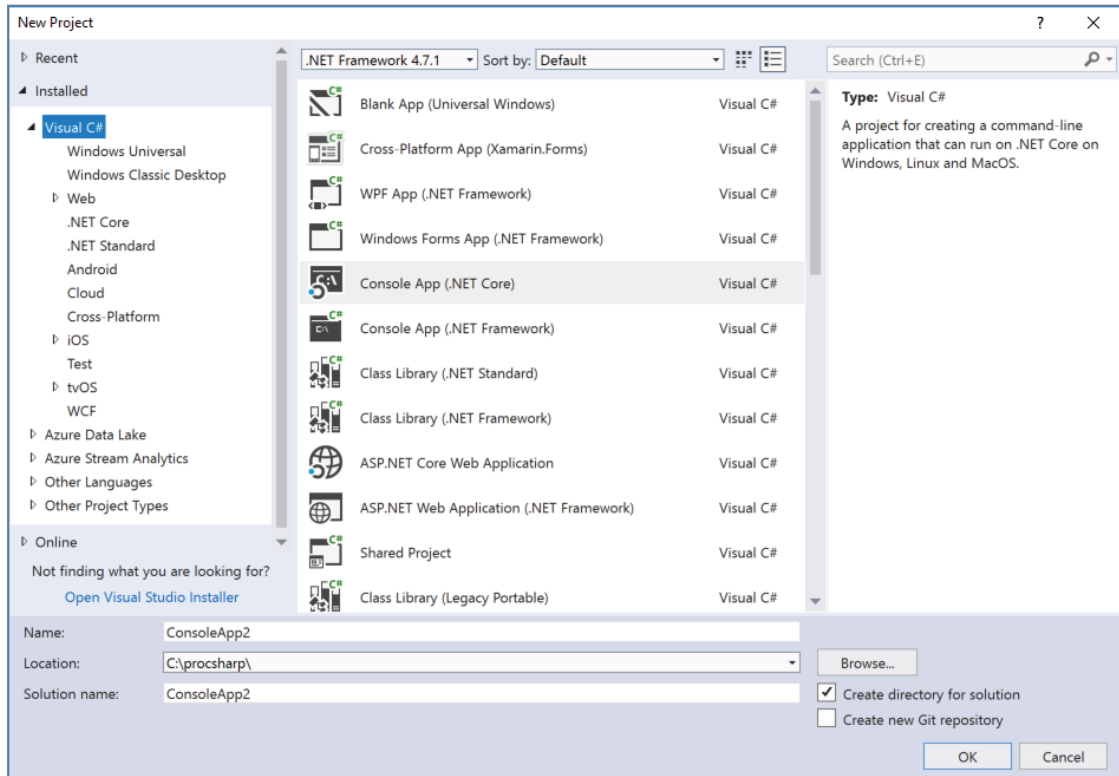 New Project
? X
Recent
Installed
Visual C#
Windows Universal
Windows Classic Desktop
Web
.NET Core
.NET Standard
Android
Cloud
Cross-Platform
iOS
Test
tvOS
WCF
Azure Data Lake
Azure Stream Analytics
Other Languages
Other Project Types
Online
Not finding what you are looking for?
Open Visual Studio Installer
.NET Framework 4.7.1 Sort by: Default
Blank App (Universal Windows) Visual C#
Cross-Platform App (Xamarin.Forms) Visual C#
WPF App (.NET Framework) Visual C#
Windows Forms App (.NET Framework) Visual C#
Console App (.NET Core) Visual C#
Console App (.NET Framework) Visual C#
Class Library (.NET Standard) Visual C#
Class Library (.NET Framework) Visual C#
ASP.NET Core Web Application Visual C#
ASP.NET Web Application (.NET Framework) Visual C#
Shared Project Visual C#
Class Library (Legacy Portable) Visual C#
Search (Ctrl+E)
Type: Visual C#
A project for creating a command-line
application that can run on .NET Core on
Windows, Linux and MacOS.
Name: ConsoleApp2
Location: C:\procsharp\ Browse...
Solution name: ConsoleApp2
Create directory for solution
Create new Git repository
OK Cancel